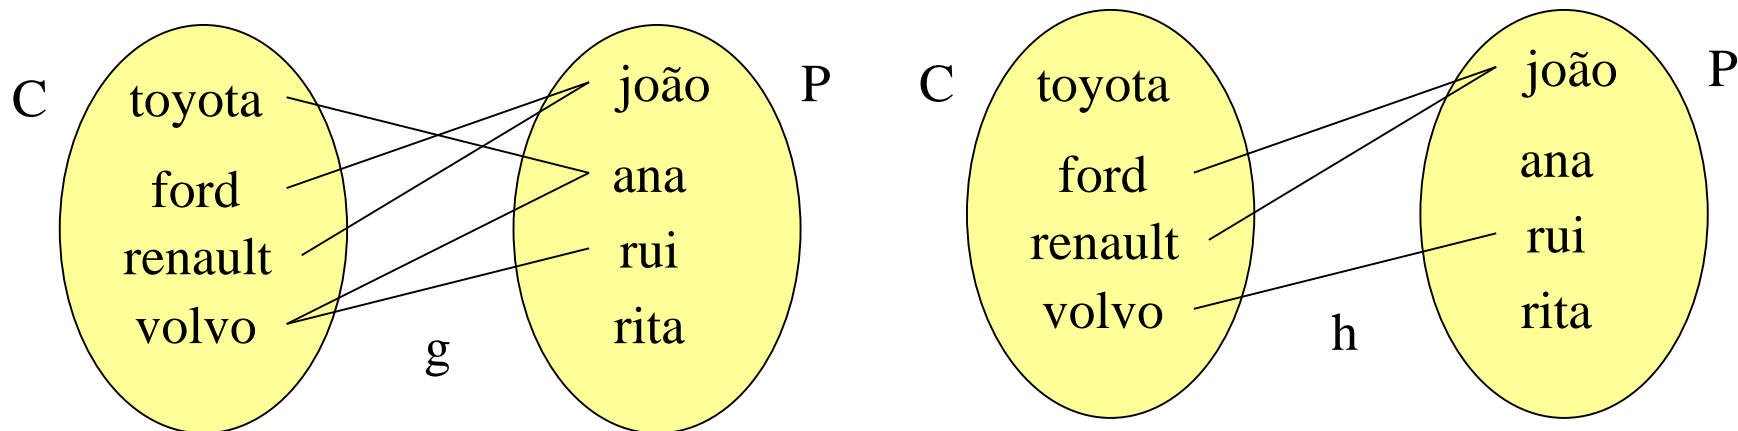 C
toyota
ford
renault
volvo
g
joão
ana
rui
rita
P
C
toyota
ford
renault
volvo
h
joão
ana
rui
rita
P